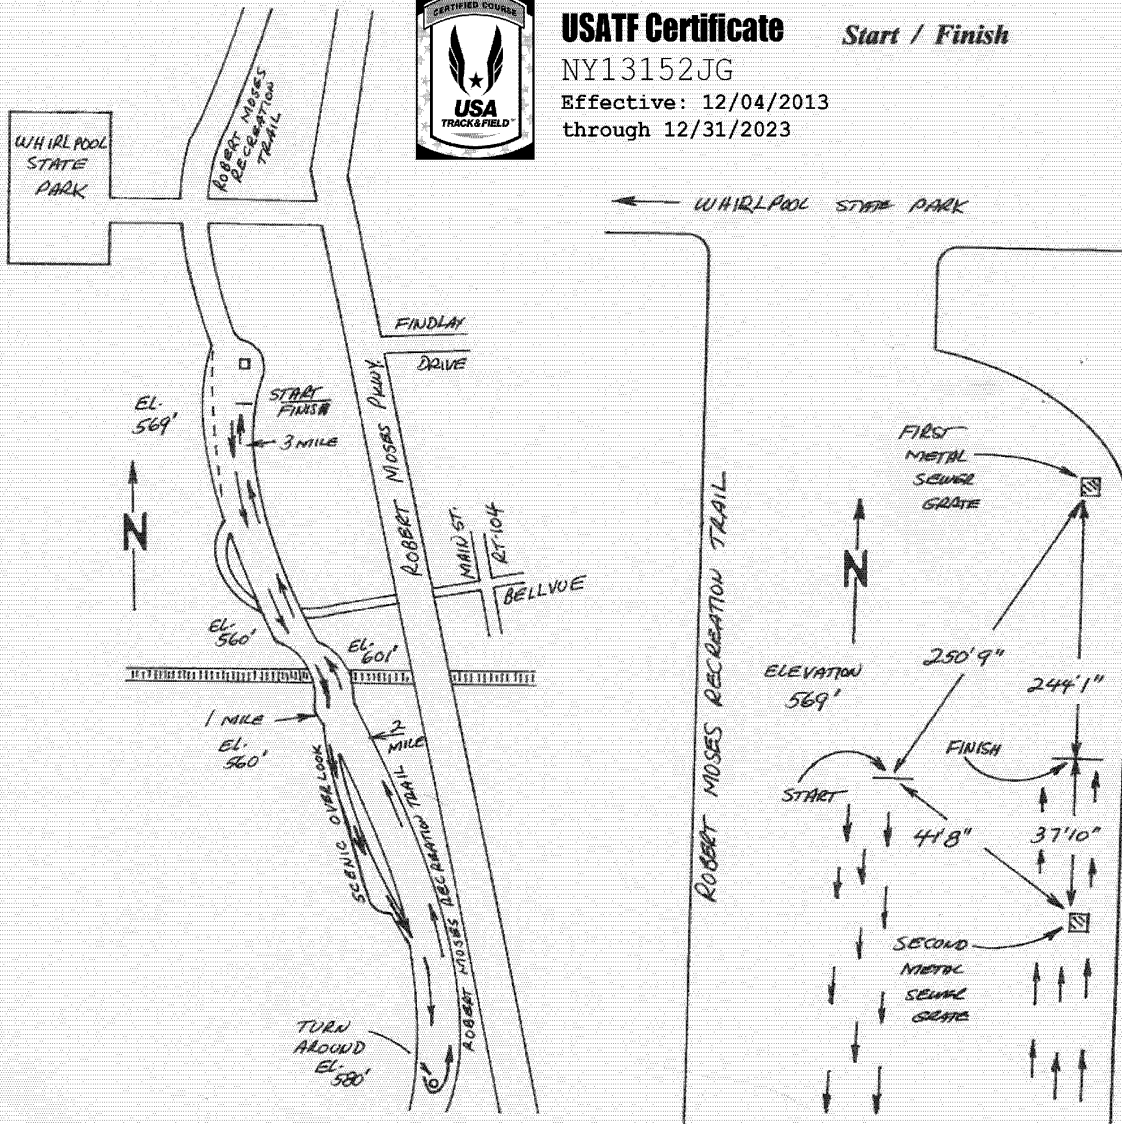 CERTIFIED COURSE
USA
TRACK&FIELD
USATF Certificate
NY13152JG
Effective: 12/04/2013
through 12/31/2023
Start / Finish
WHIRLPOOL
STATE
PARK
ROBERT MOSES
RECREATION
TRAIL
FINDLAY
DRIVE
EL.
569'
START
FINISH
3 MILE
ROBERT MOSES PKWY.
N
MAIN ST.
RT-104
BELLVUE
EL.
560'
EL.
601'
1 MILE
EL.
560'
2
MILE
SCENIC OVERLOOK
ROBERT MOSES RECREATION TRAIL
TURN
AROUND
EL.
580'
6'
WHIRLPOOL STATE PARK
ROBERT MOSES RECREATION TRAIL
FIRST
METAL
SEWER
GRATE
N
ELEVATION
569'
250'9"
244'1"
START
FINISH
41'8"
37'10"
SECOND
METAL
SEWER
GRATE